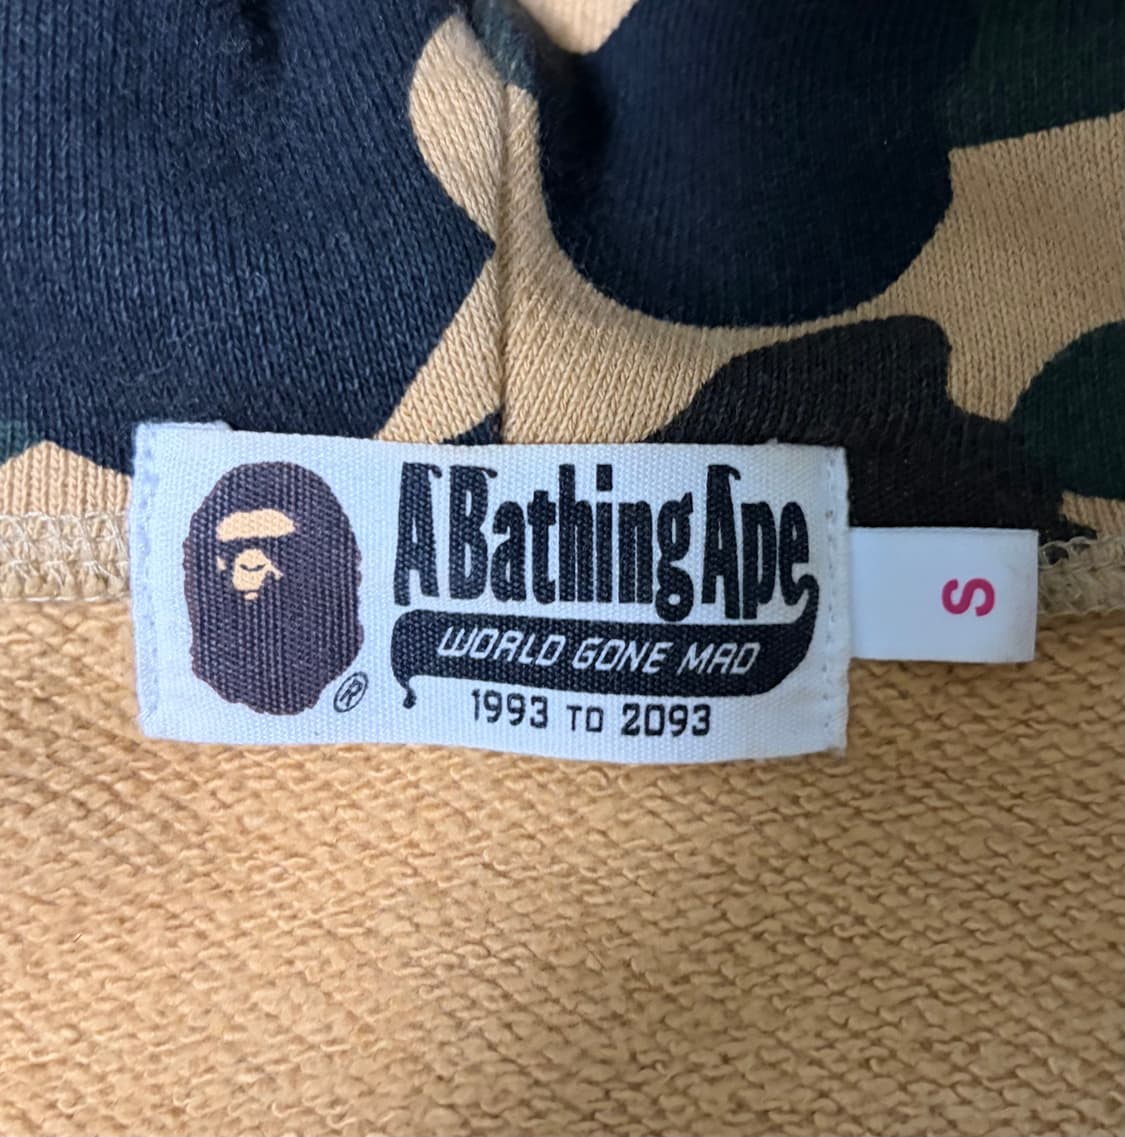 A Bathing Ape
WORLD GONE MAD
1993 TO 2093
®
S